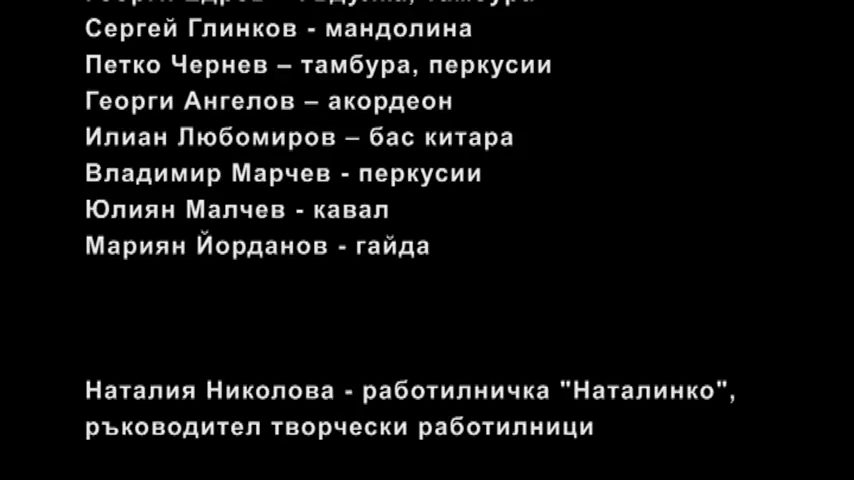 Сергей Глинков - мандолина
Петко Чернев – тамбура, перкусии
Георги Ангелов – акордеон
Илиан Любомиров – бас китара
Владимир Марчев - перкусии
Юлиян Малчев - кавал
Мариян Йорданов - гайда
Наталия Николова - работилничка "Наталинко",
ръководител творчески работилници